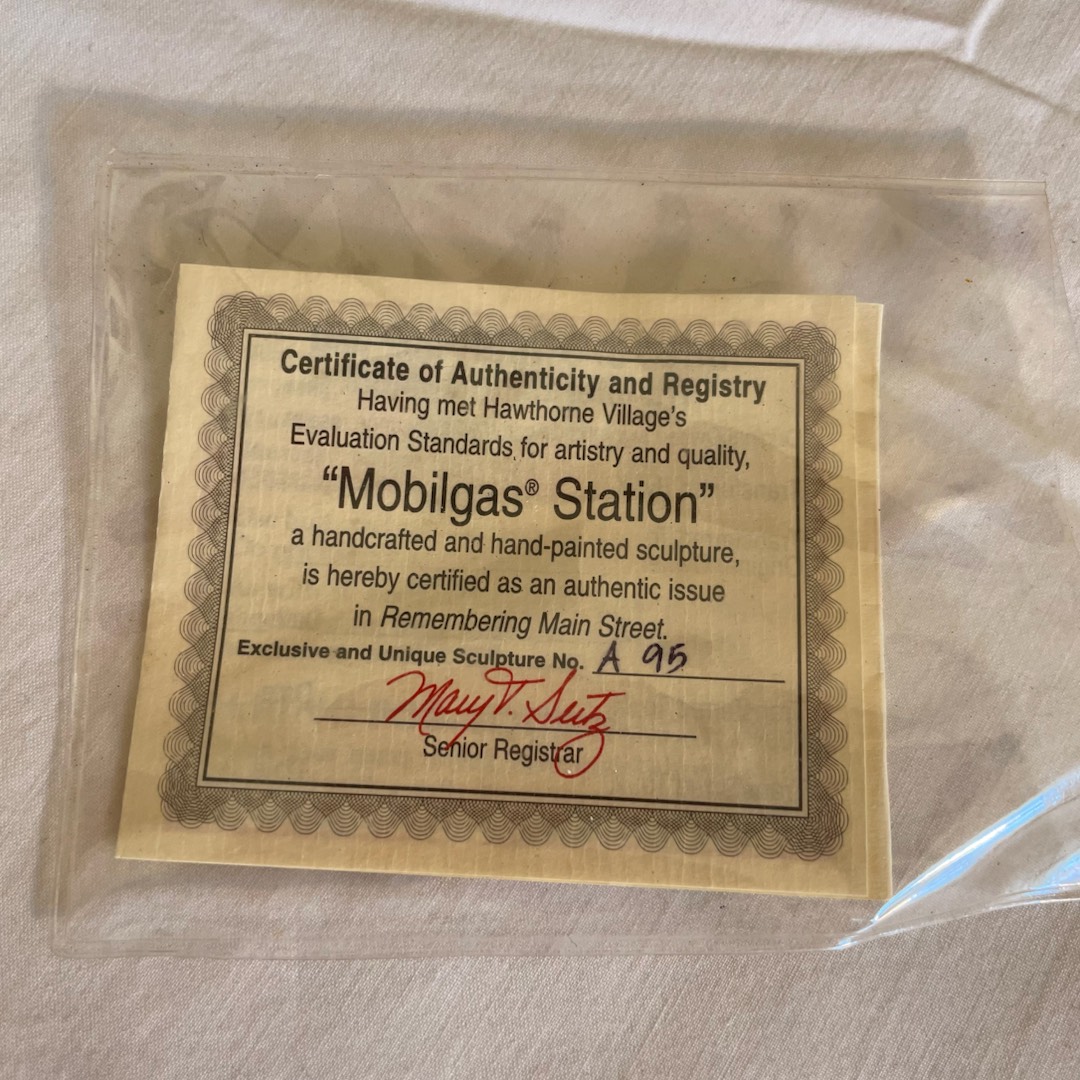 Certificate of Authenticity and Registry
Having met Hawthorne Village's
Evaluation Standards for artistry and quality,
"Mobilgas® Station"
a handcrafted and hand-painted sculpture,
is hereby certified as an authentic issue
in Remembering Main Street.
Exclusive and Unique Sculpture No. A 95
Mary T. Seitz
Senior Registrar